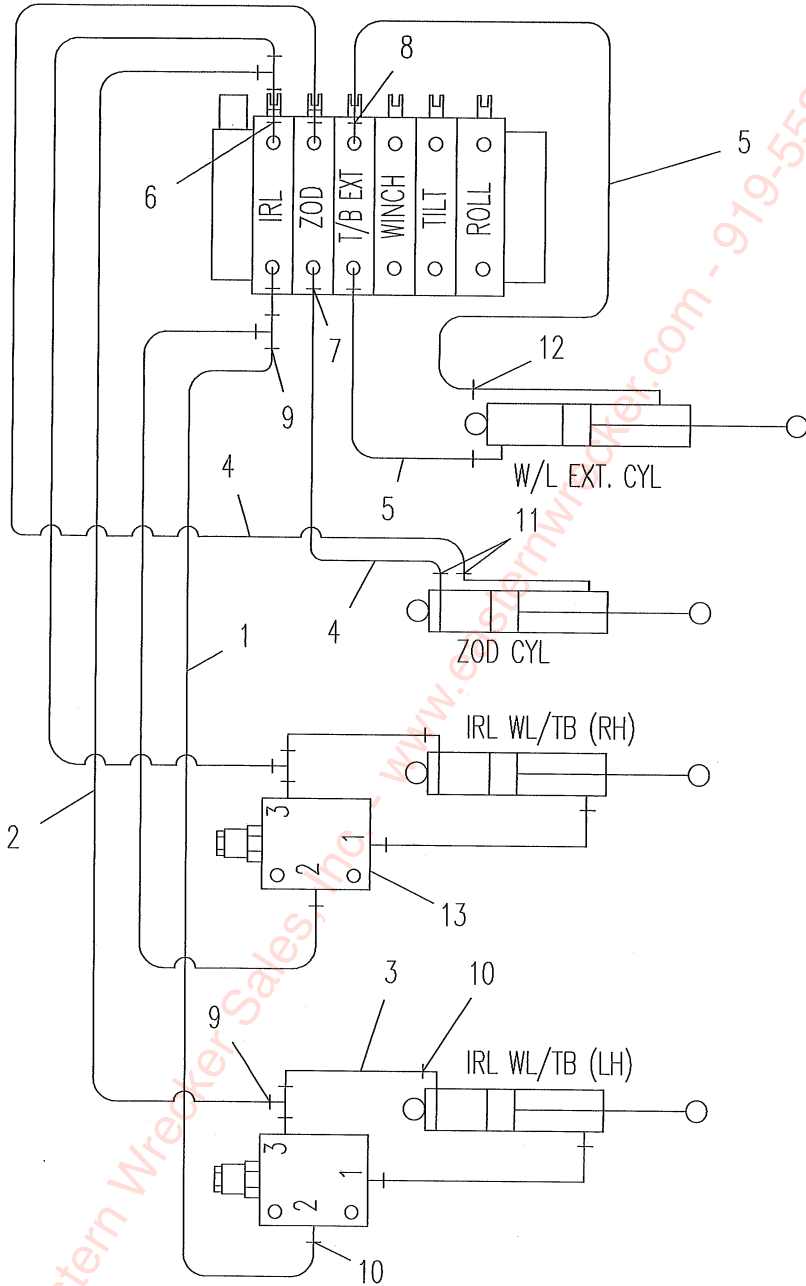 8
5
6
IRL
ZOD
T/B EXT
WINCH
TILT
ROLL
7
9
12
W/L EXT. CYL
5
4
11
4
ZOD CYL
1
IRL WL/TB (RH)
2
3
1
2
13
3
10
9
IRL WL/TB (LH)
3
1
2
10
stern Wrecker Sales, Inc. - www.easternwrecker.com - 919-55